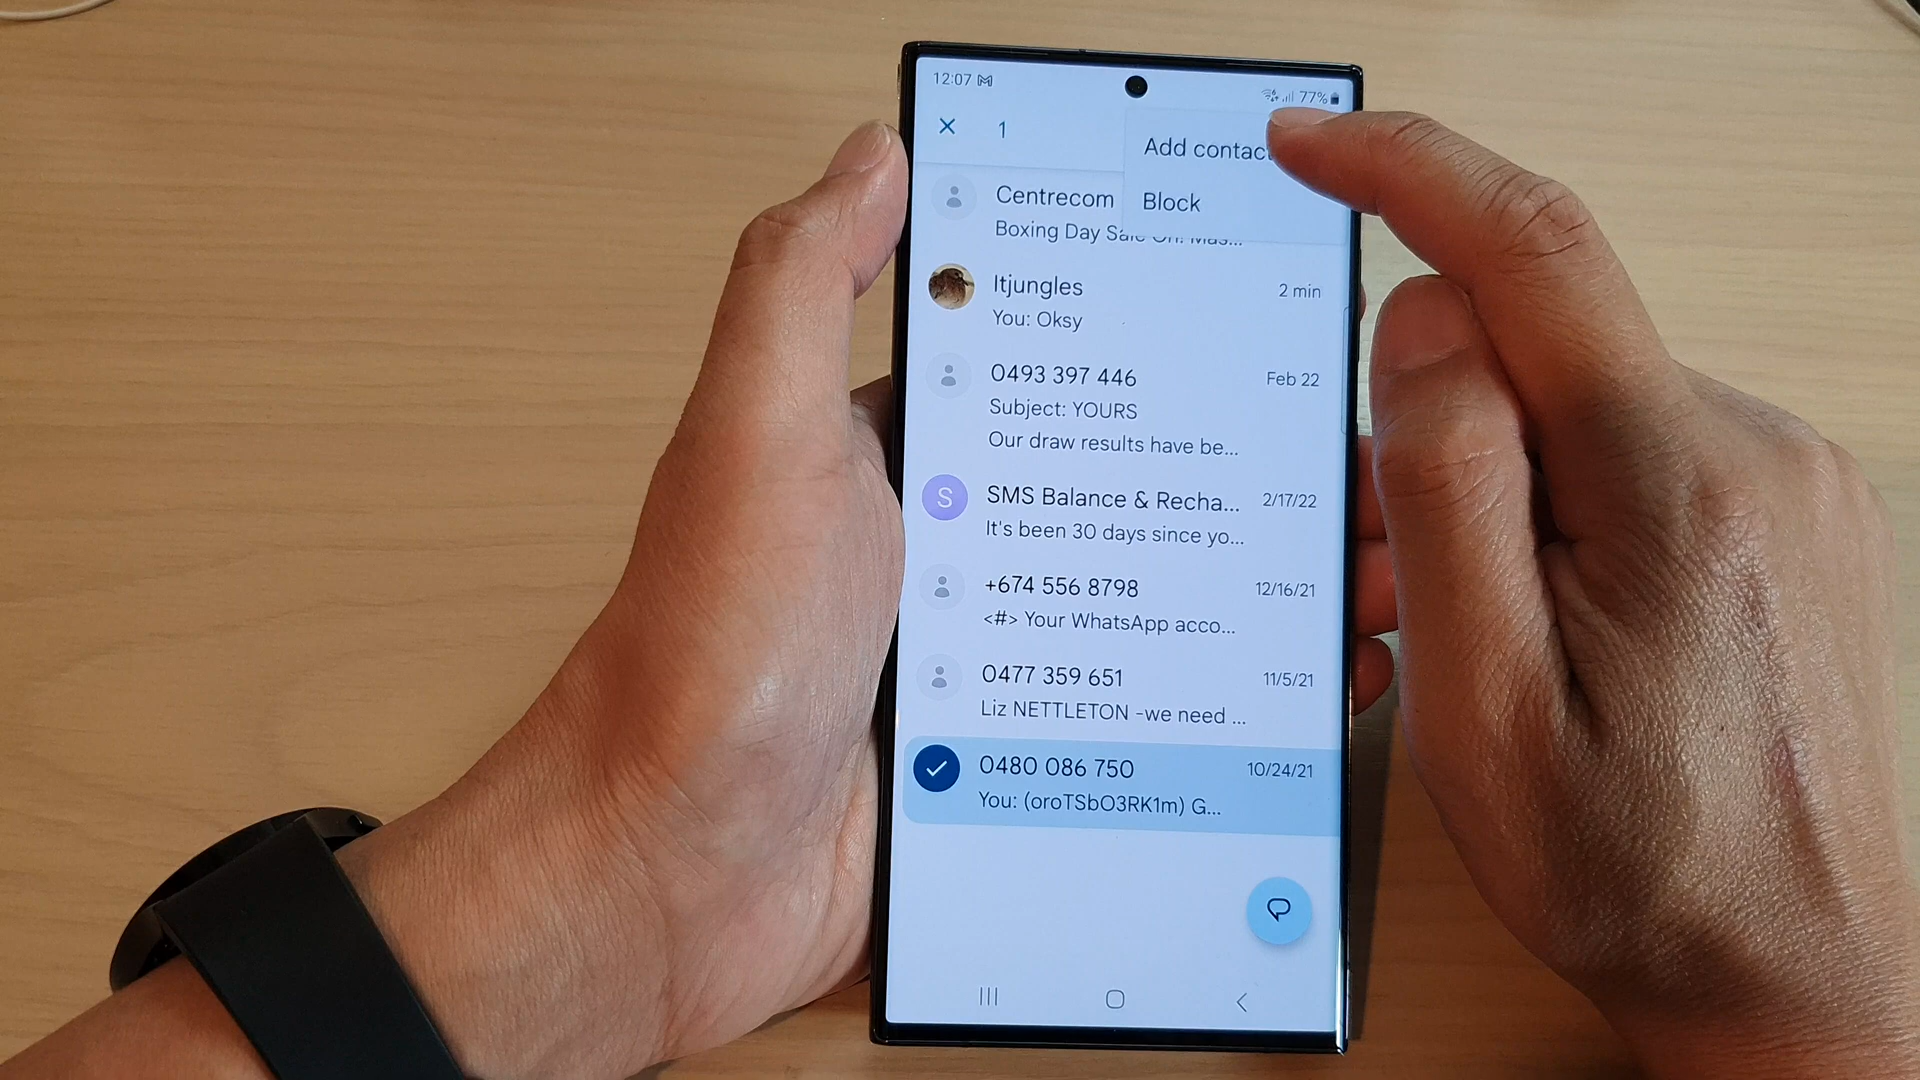 12:07
77%
1
Add contac
Block
Centrecom
Boxing Day Sale On! Mas...
Itjungles
2 min
You: Oksy
0493 397 446
Feb 22
Subject: YOURS
Our draw results have be...
S
SMS Balance & Recha...
2/17/22
It's been 30 days since yo...
+674 556 8798
12/16/21
<#> Your WhatsApp acco...
0477 359 651
11/5/21
Liz NETTLETON -we need ...
0480 086 750
10/24/21
You: (oroTSbO3RK1m) G...